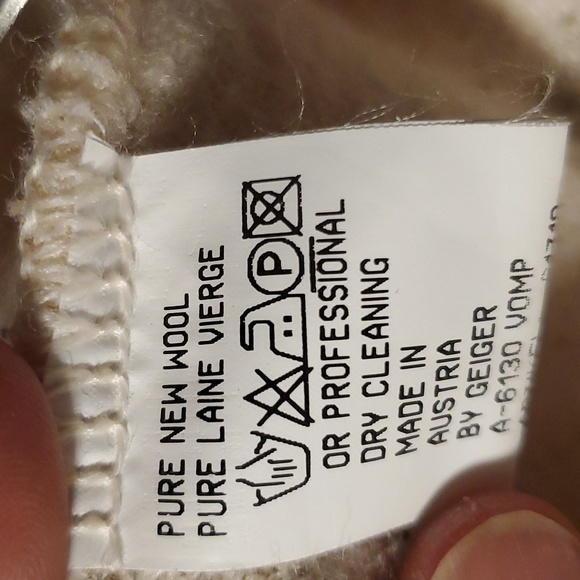 PURE NEW WOOL
PURE LAINE VIERGE
P
OR PROFESSIONAL
DRY CLEANING
MADE IN
AUSTRIA
BY GEIGER
A-6130 VOMP